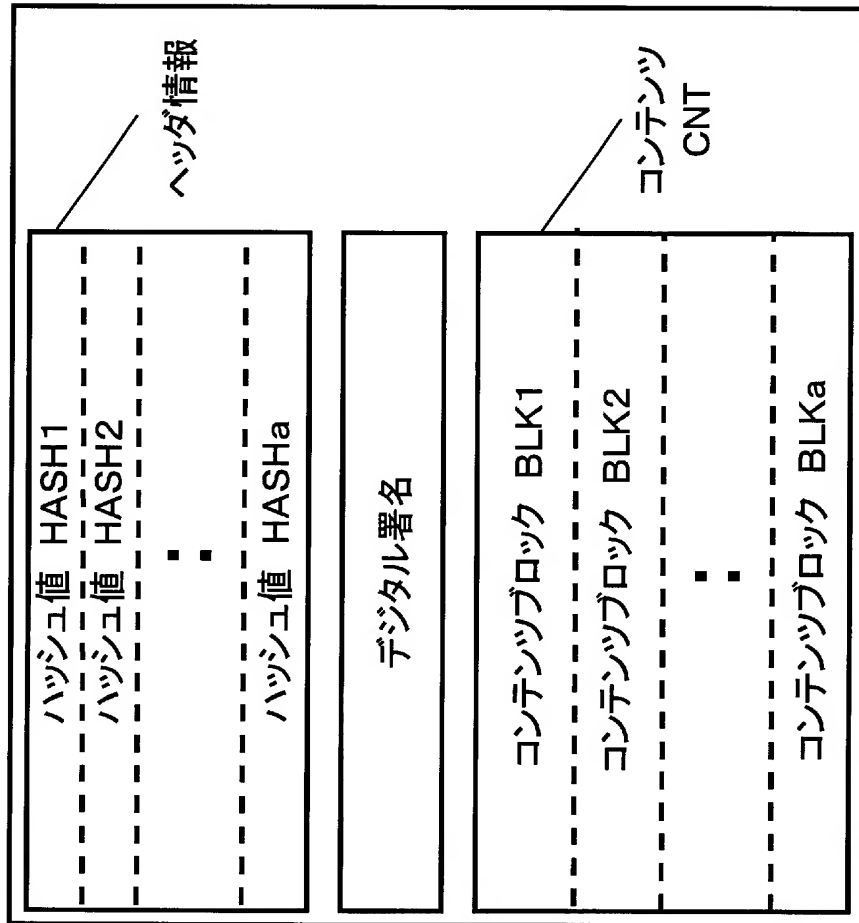 ハッシュ値 HASH1
ハッシュ値 HASH2
:
ハッシュ値 HASHa
ヘッダ情報
デジタル署名
コンテンツブロック BLK1
コンテンツブロック BLK2
:
コンテンツブロック BLKa
コンテンツ
CNT